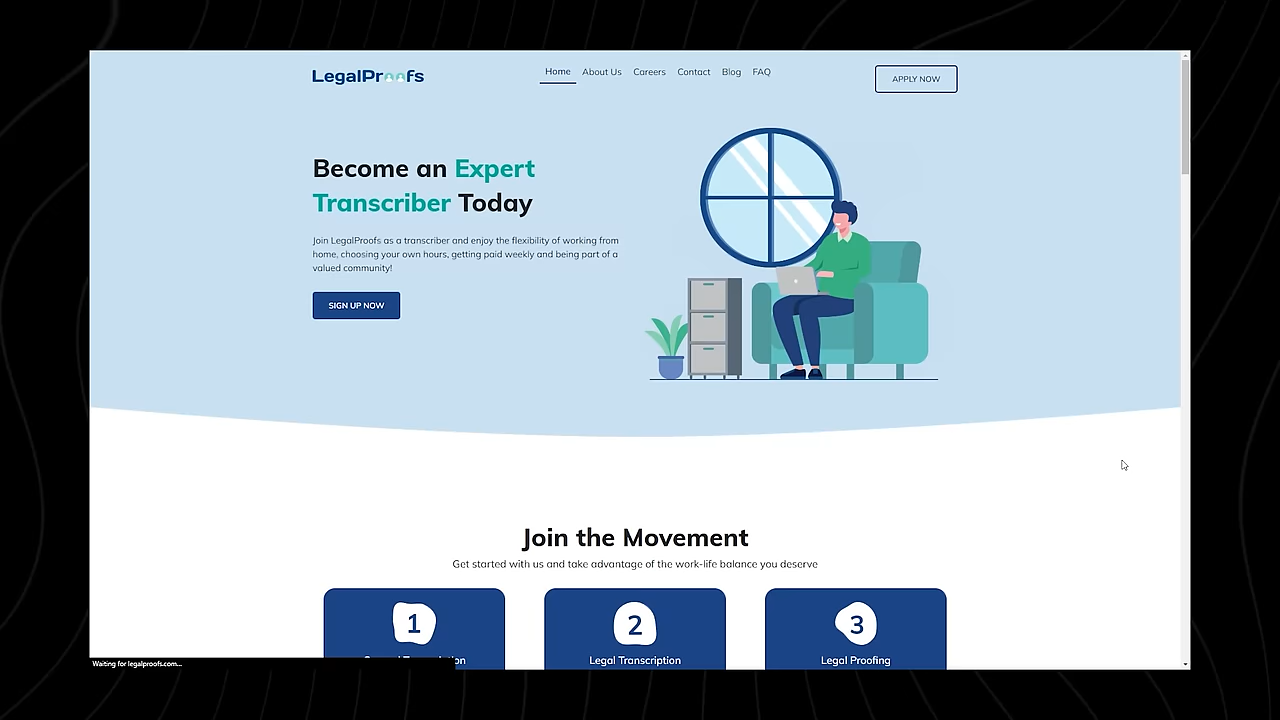 LegalProofs
Home About Us Careers Contact Blog FAQ
APPLY NOW
Become an Expert
Transcriber Today
Join LegalProofs as a transcriber and enjoy the flexibility of working from
home, choosing your own hours, getting paid weekly and being part of a
valued community!
SIGN UP NOW
Join the Movement
Get started with us and take advantage of the work-life balance you deserve
1
2
3
Legal Transcription
Legal Proofing
Waiting for legalproofs.com...